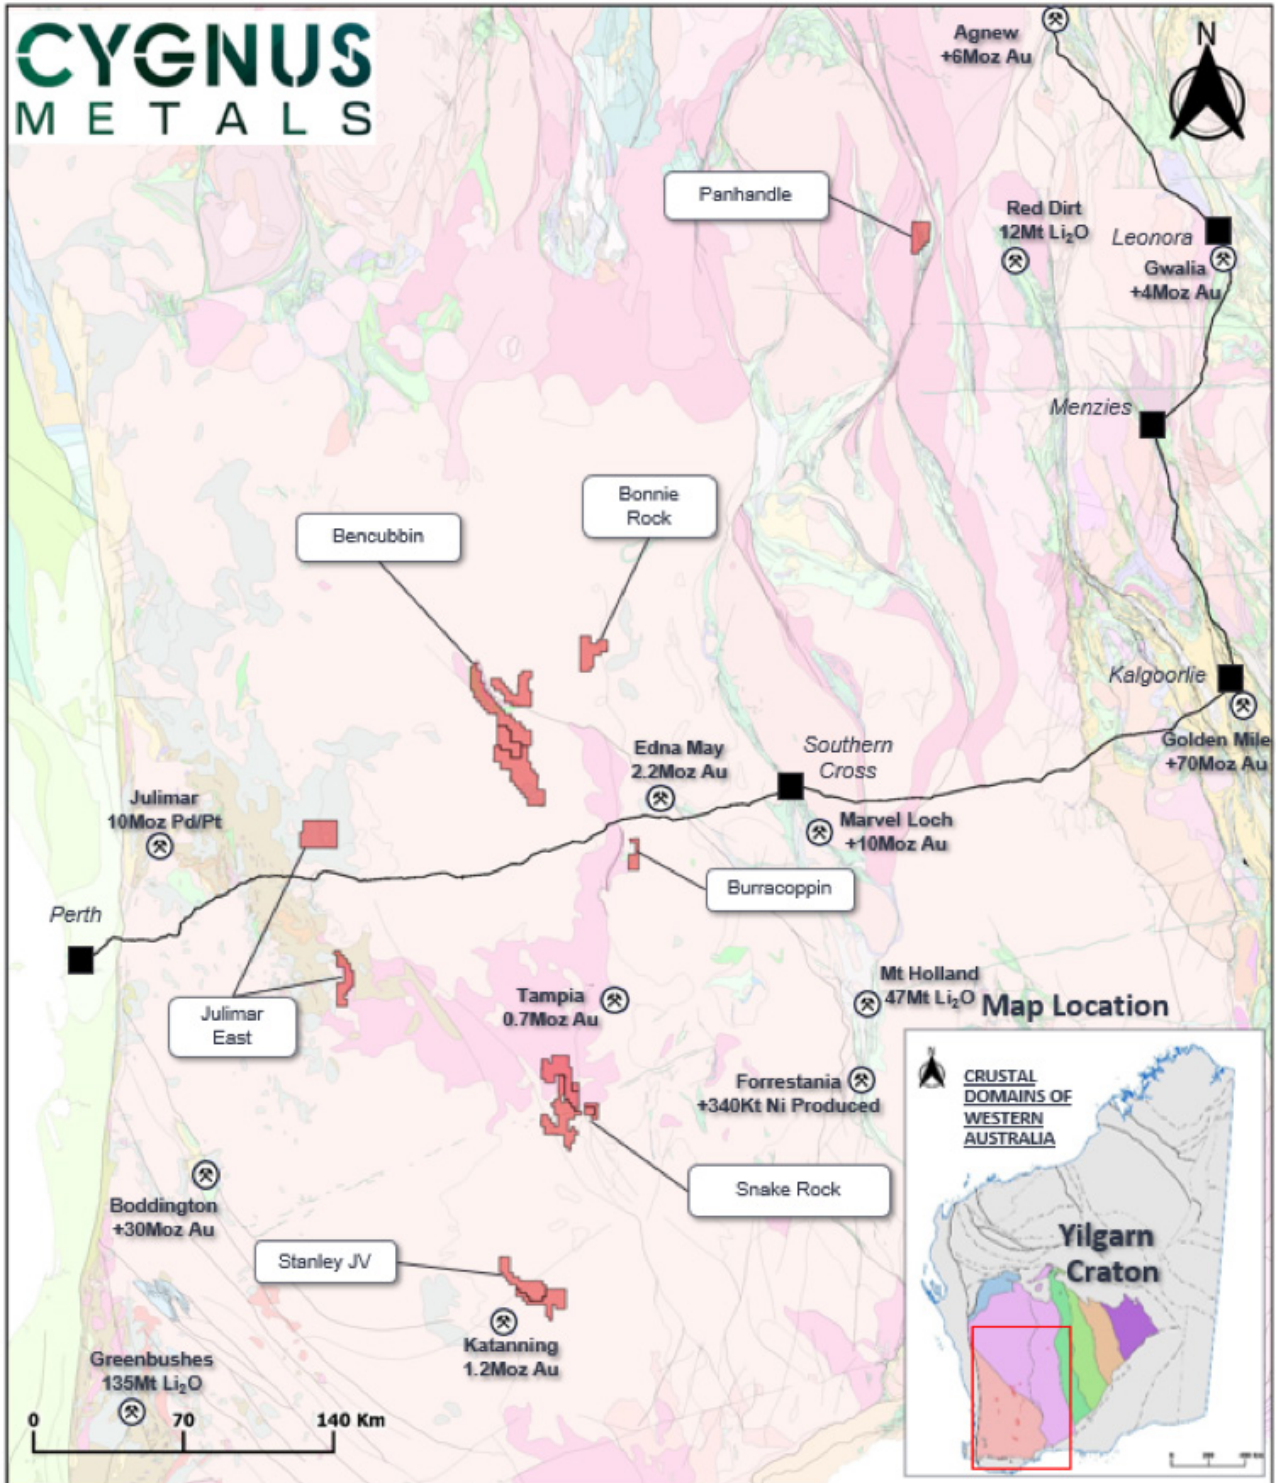 CYGNUS
METALS
Agnew
+6Moz Au
N
Panhandle
Red Dirt
12Mt Li₂O
Leonora
Gwalia
+4Moz Au
Menzies
Bonnie
Rock
Bencubbin
Kalgoorlie
Golden Mile
+70Moz Au
Southern
Cross
Edna May
2.2Moz Au
Julimar
10Moz Pd/Pt
Marvel Loch
+10Moz Au
Burracoppin
Perth
Mt Holland
47Mt Li₂O
Tampia
0.7Moz Au
Julimar
East
Map Location
Forrestania
+340Kt Ni Produced
N
CRUSTAL
DOMAINS OF
WESTERN
AUSTRALIA
Snake Rock
Boddington
+30Moz Au
Yilgarn
Craton
Stanley JV
Katanning
1.2Moz Au
Greenbushes
135Mt Li₂O
0 70 140 Km